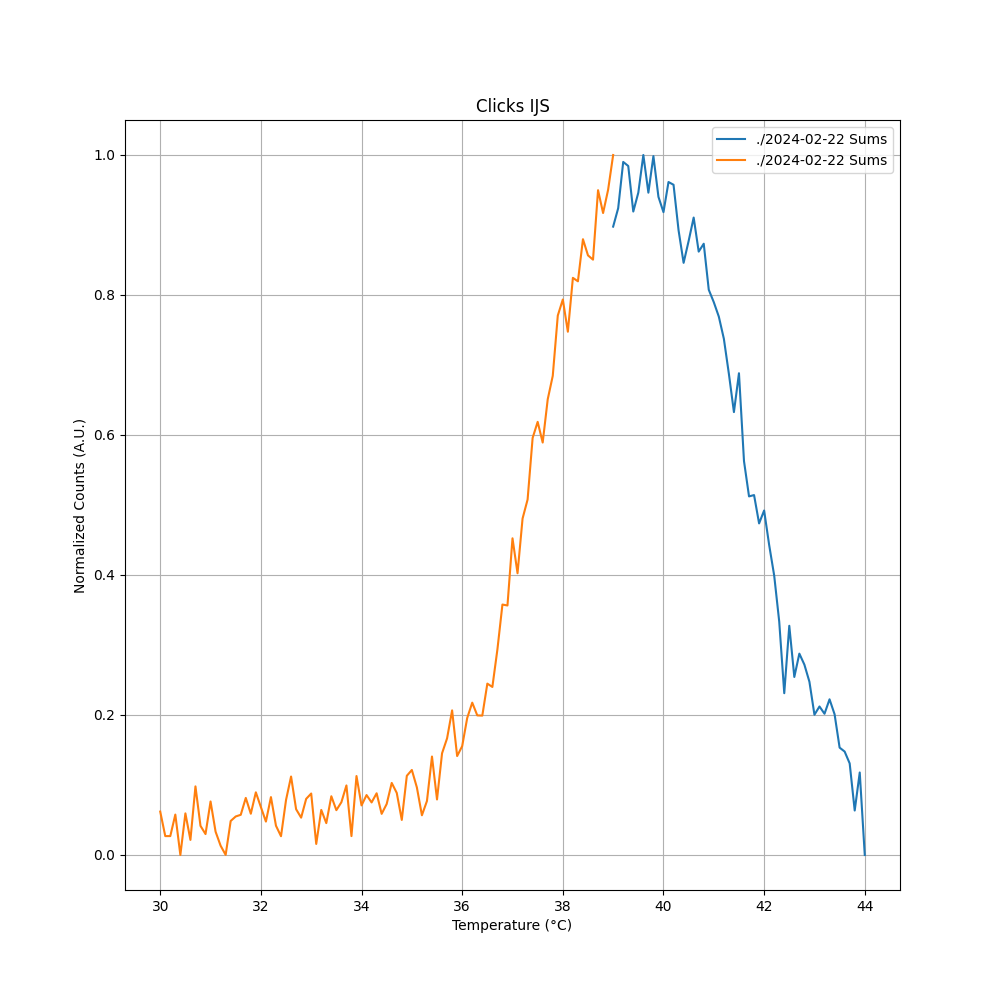 Clicks IJS
./2024-02-22 Sums
./2024-02-22 Sums
Normalized Counts (A.U.)
1.0
0.8
0.6
0.4
0.2
0.0
30 32 34 36 38 40 42 44
Temperature (°C)